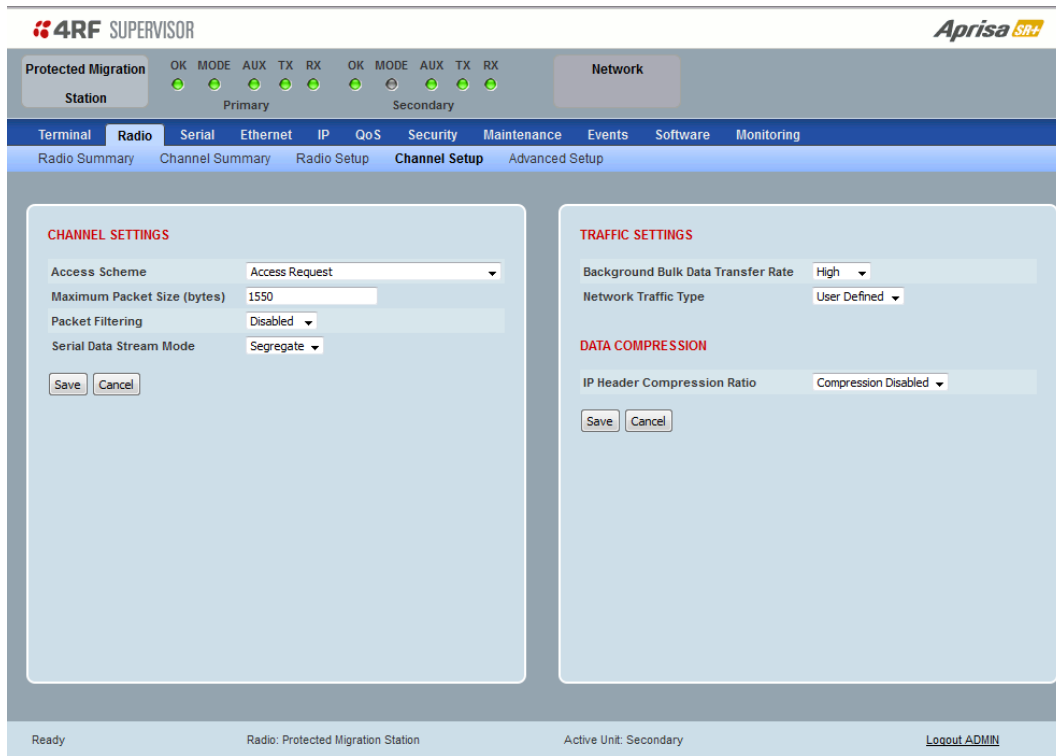 4RF SUPERVISOR
Aprisa SR+
Protected Migration
Station
OK MODE AUX TX RX
Primary
OK MODE AUX TX RX
Secondary
Network
Terminal Radio Serial Ethernet IP QoS Security Maintenance Events Software Monitoring
Radio Summary Channel Summary Radio Setup Channel Setup Advanced Setup
CHANNEL SETTINGS
Access Scheme Access Request
Maximum Packet Size (bytes) 1550
Packet Filtering Disabled
Serial Data Stream Mode Segregate
Save Cancel
TRAFFIC SETTINGS
Background Bulk Data Transfer Rate High
Network Traffic Type User Defined
DATA COMPRESSION
IP Header Compression Ratio Compression Disabled
Save Cancel
Ready Radio: Protected Migration Station Active Unit: Secondary Logout ADMIN